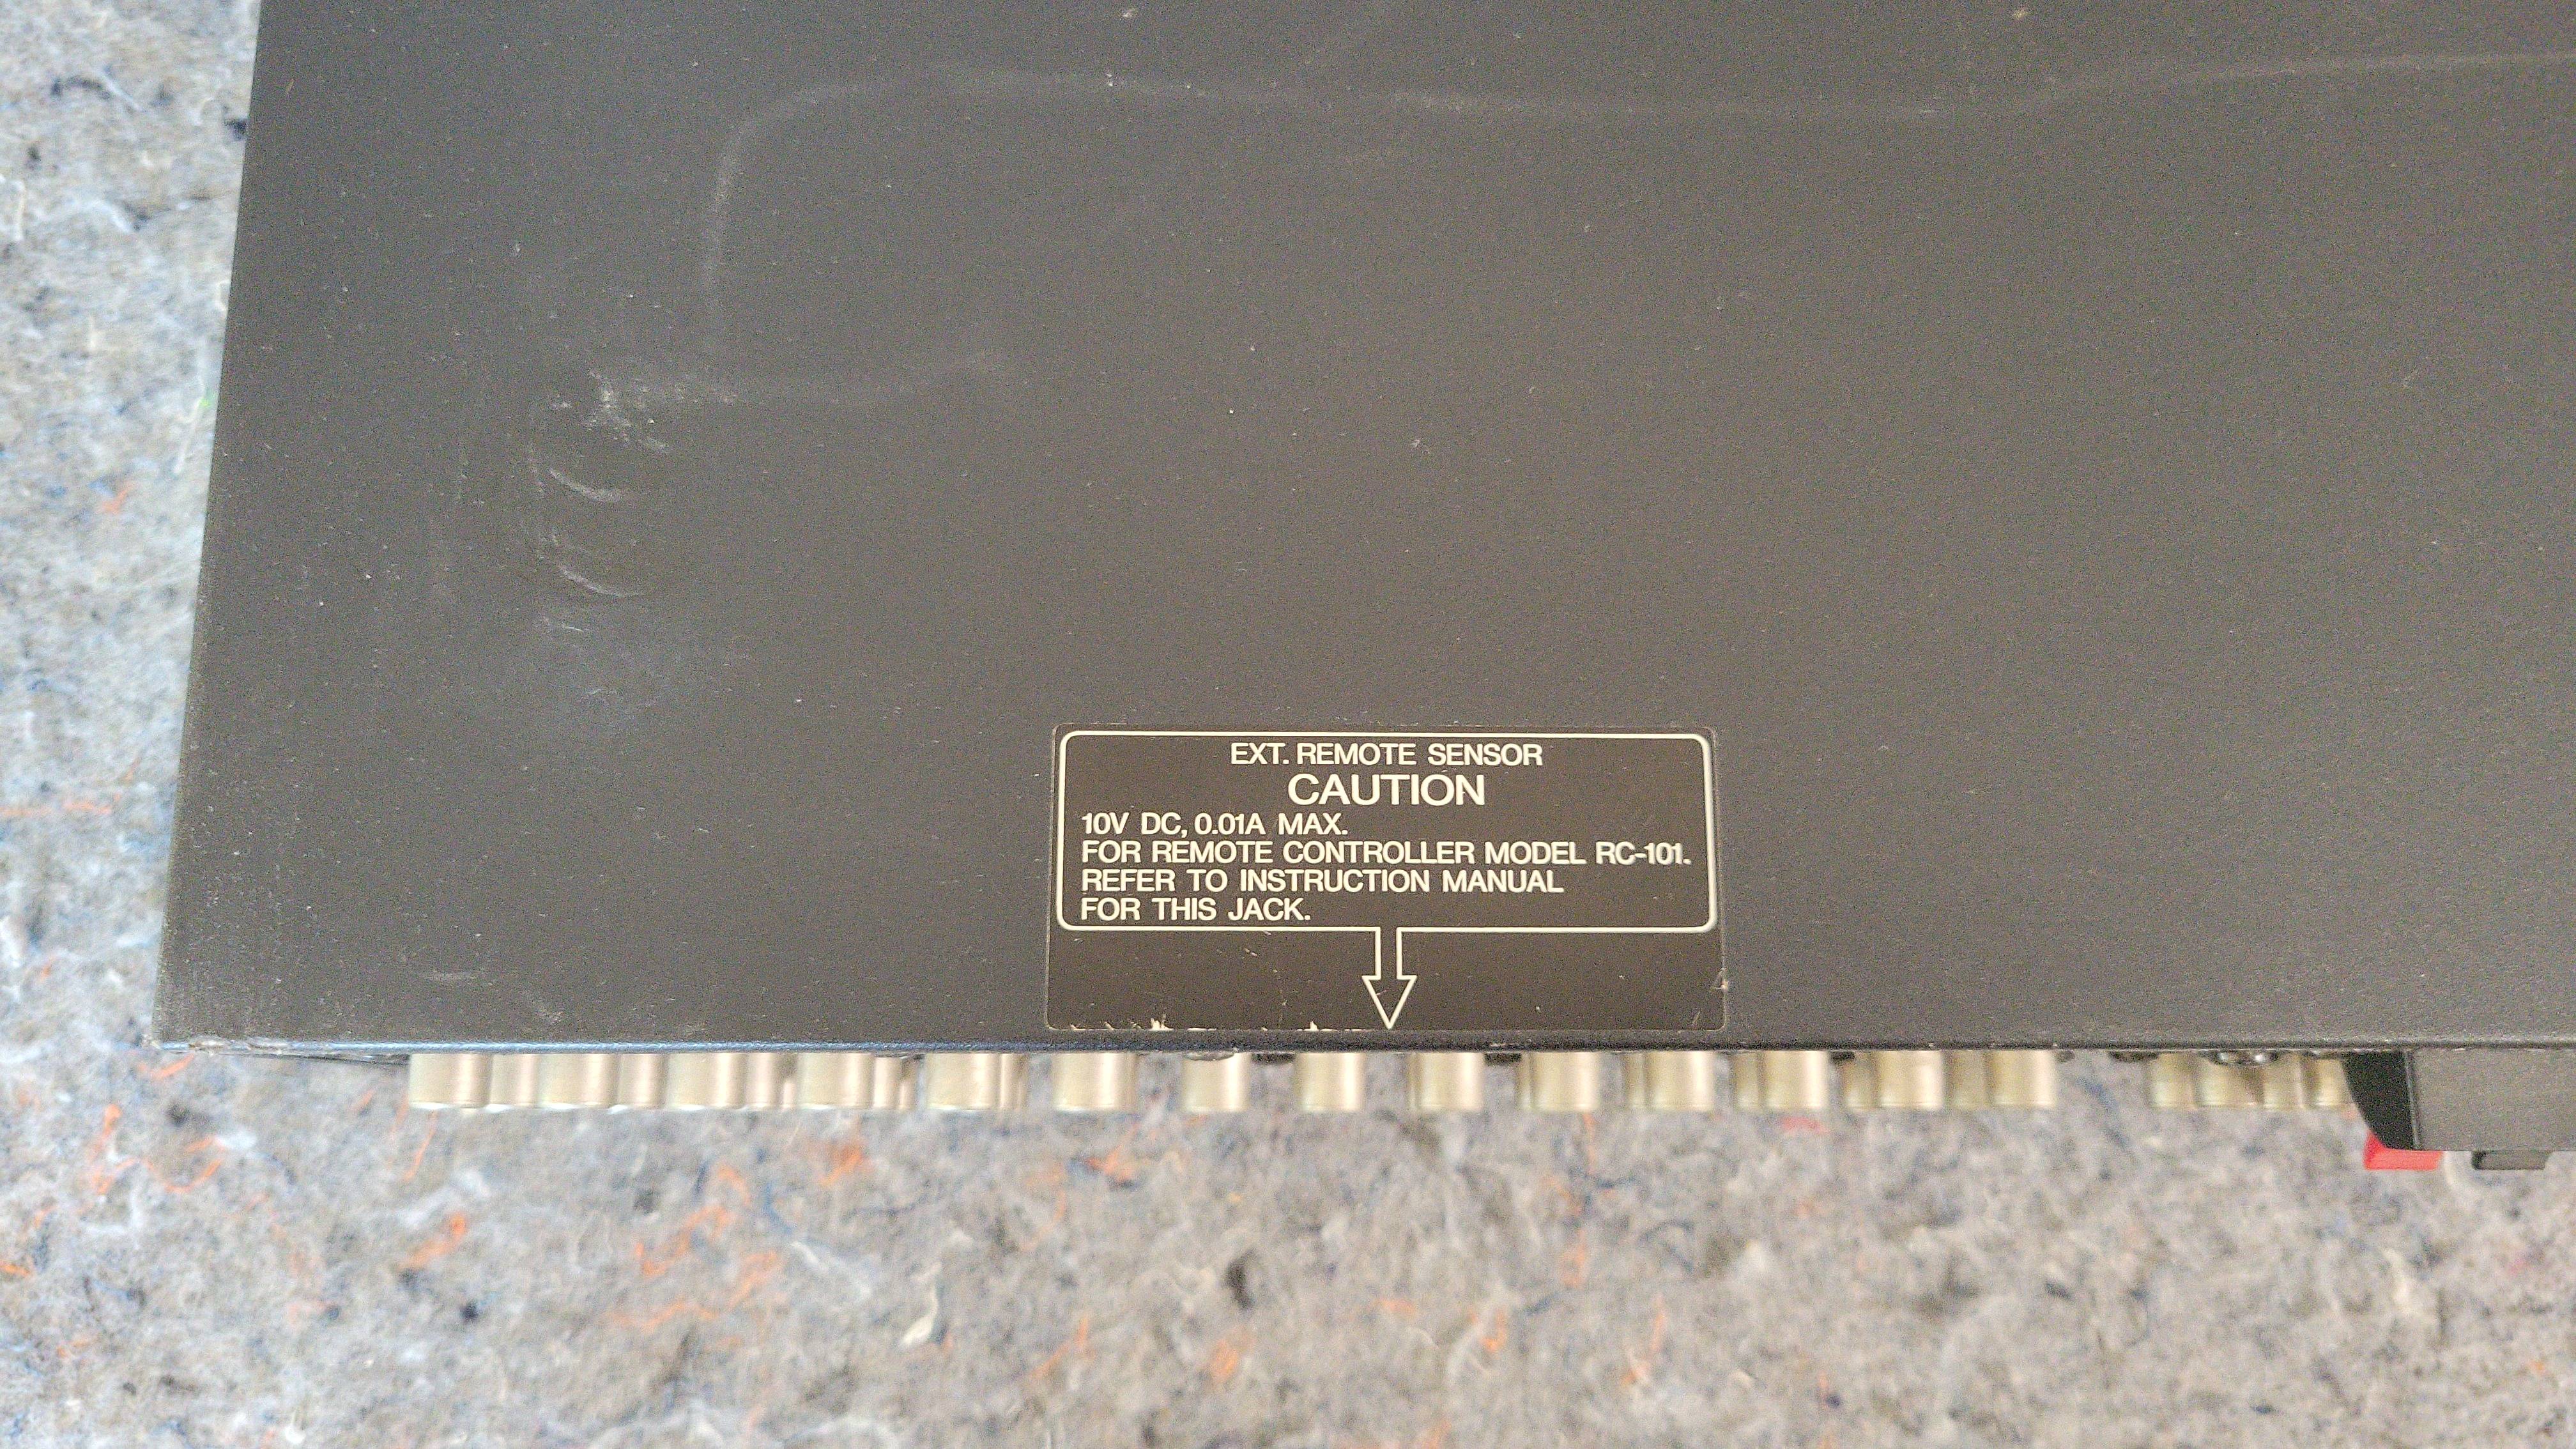 EXT. REMOTE SENSOR
CAUTION
10V DC, 0.01A MAX.
FOR REMOTE CONTROLLER MODEL RC-101.
REFER TO INSTRUCTION MANUAL
FOR THIS JACK.